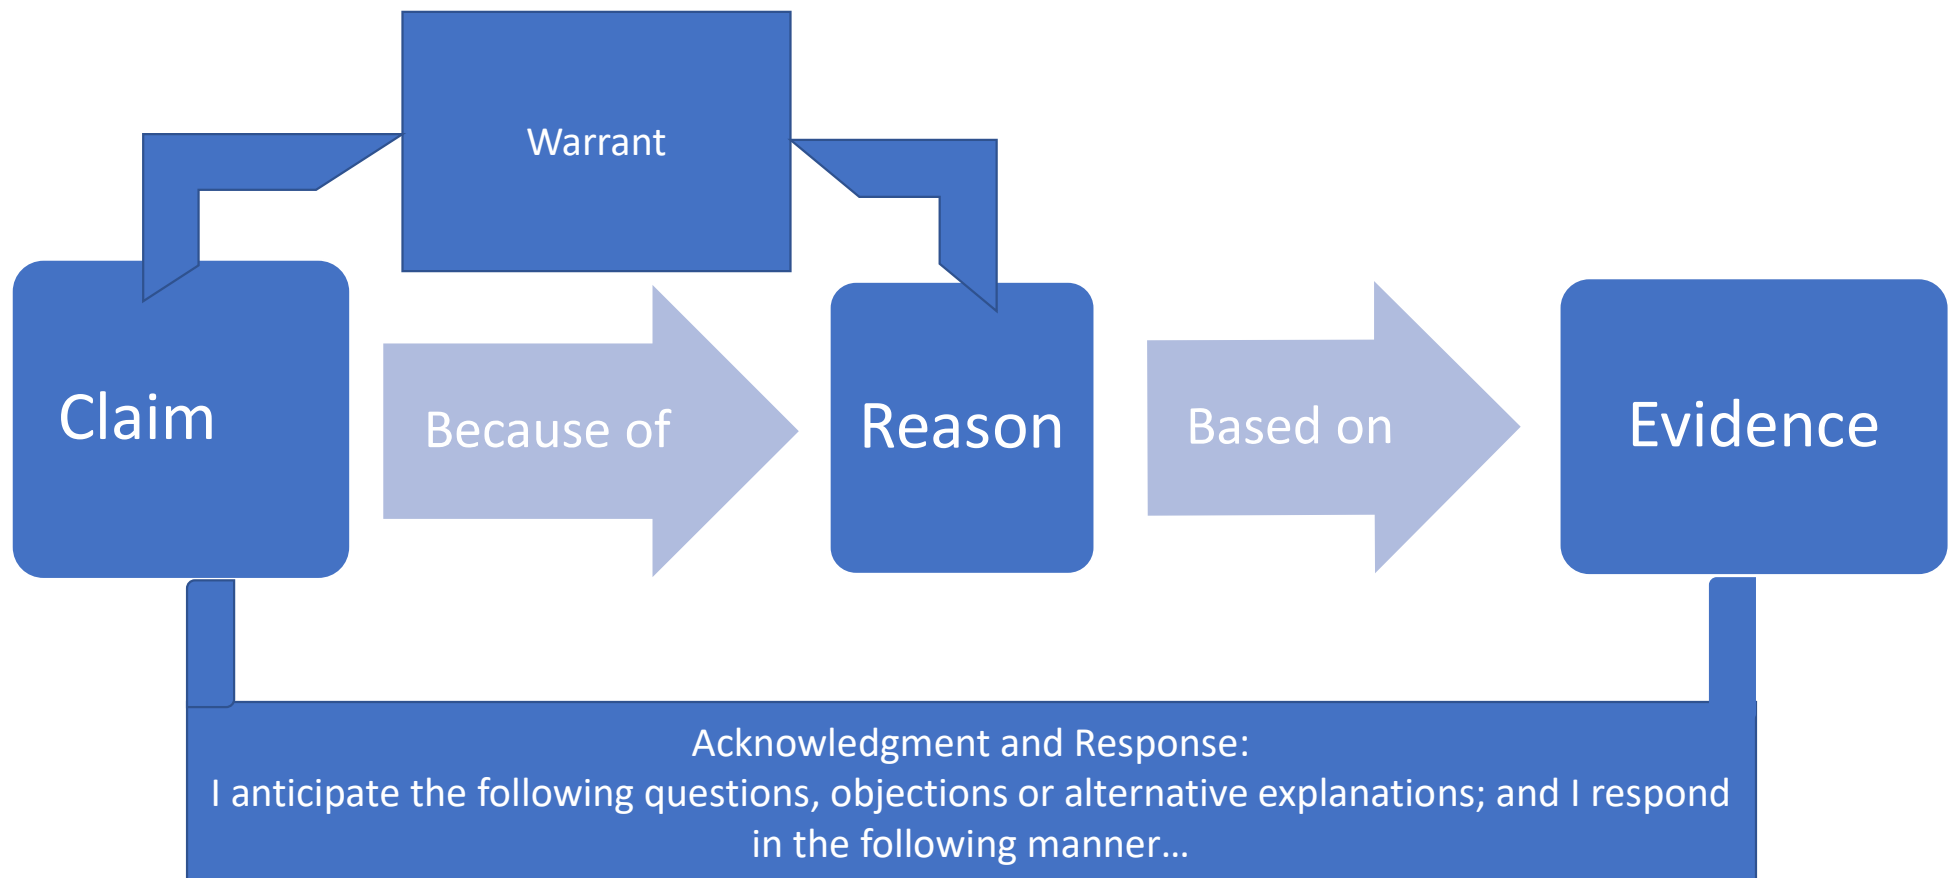 Warrant
Claim
Because of
Reason
Based on
Evidence
Acknowledgment and Response:
I anticipate the following questions, objections or alternative explanations; and I respond
in the following manner…